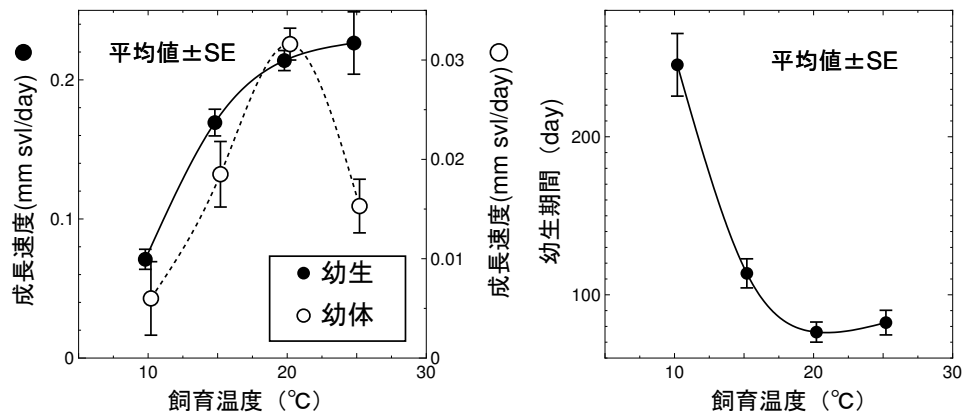 平均値±SE
● 成長速度(mm svl/day)
0.2
0.1
0
0.03
0.02
0.01
0
○ 成長速度(mm svl/day)
● 幼生
○ 幼体
10
20
30
飼育温度（℃）
平均値±SE
幼生期間（day)
200
100
10
20
30
飼育温度（℃）